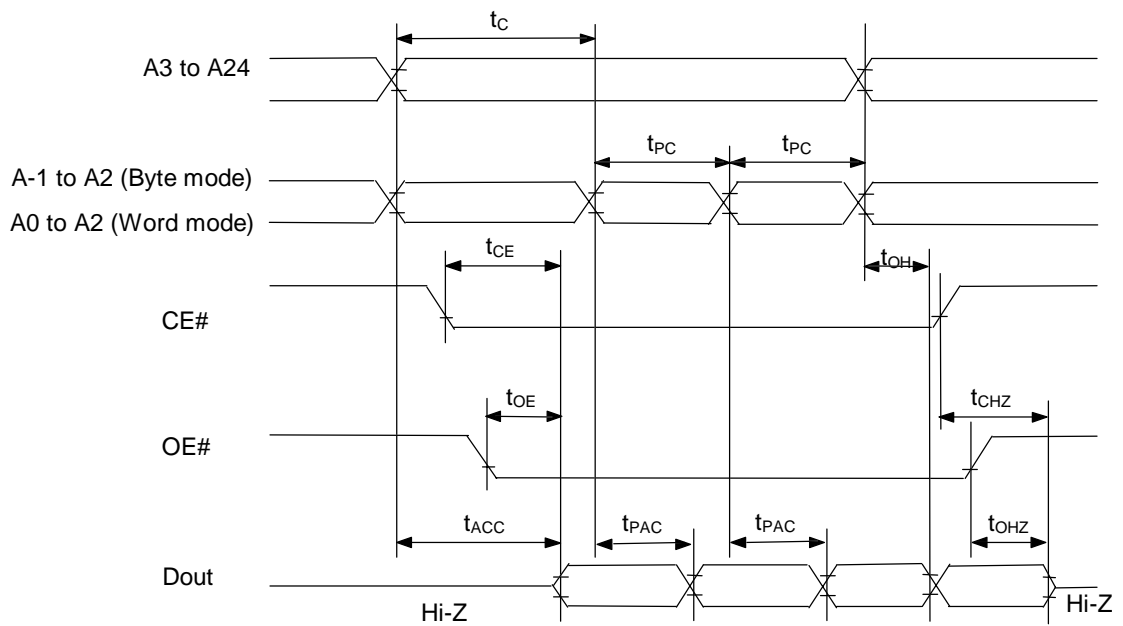 tC
A3 to A24
tPC tPC
A-1 to A2 (Byte mode)
A0 to A2 (Word mode)
tCE
tOH
CE#
tOE
tCHZ
OE#
tACC
tPAC
tPAC
tOHZ
Dout
Hi-Z
Hi-Z